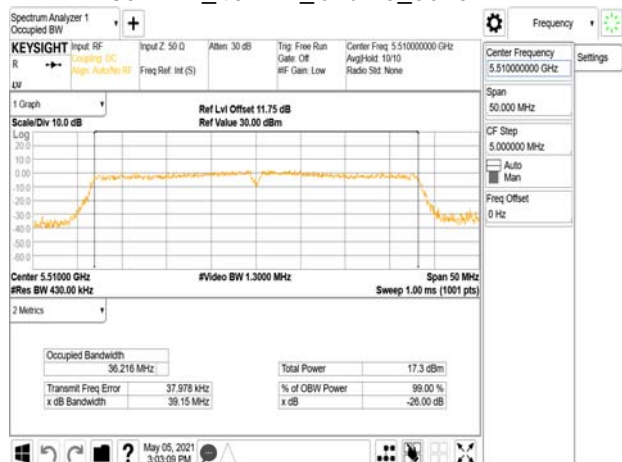 Spectrum Analyzer 1
Occupied BW
Frequency
KEYSIGHT
Input: RF
Coupling: DC
Align: Auto/No RF
Input Z: 50 Ω
Freq Ref: Int (S)
Atten: 30 dB
Trig: Free Run
Gate: Off
#IF Gain: Low
Center Freq: 5.510000000 GHz
Avg|Hold: 10/10
Radio Std: None
R
LXI
1 Graph
Scale/Div 10.0 dB
Ref Lvl Offset 11.75 dB
Ref Value 30.00 dBm
Log
20.0
10.0
0.00
-10.0
-20.0
-30.0
-40.0
-50.0
-60.0
Center 5.51000 GHz
#Res BW 430.00 kHz
#Video BW 1.3000 MHz
Span 50 MHz
Sweep 1.00 ms (1001 pts)
2 Metrics
Occupied Bandwidth
36.216 MHz
Transmit Freq Error 37.978 kHz
x dB Bandwidth 39.15 MHz
Total Power 17.3 dBm
% of OBW Power 99.00 %
x dB -26.00 dB
Center Frequency
5.510000000 GHz
Settings
Span
50.000 MHz
CF Step
5.000000 MHz
Auto
Man
Freq Offset
0 Hz
?
May 05, 2021
3:03:09 PM